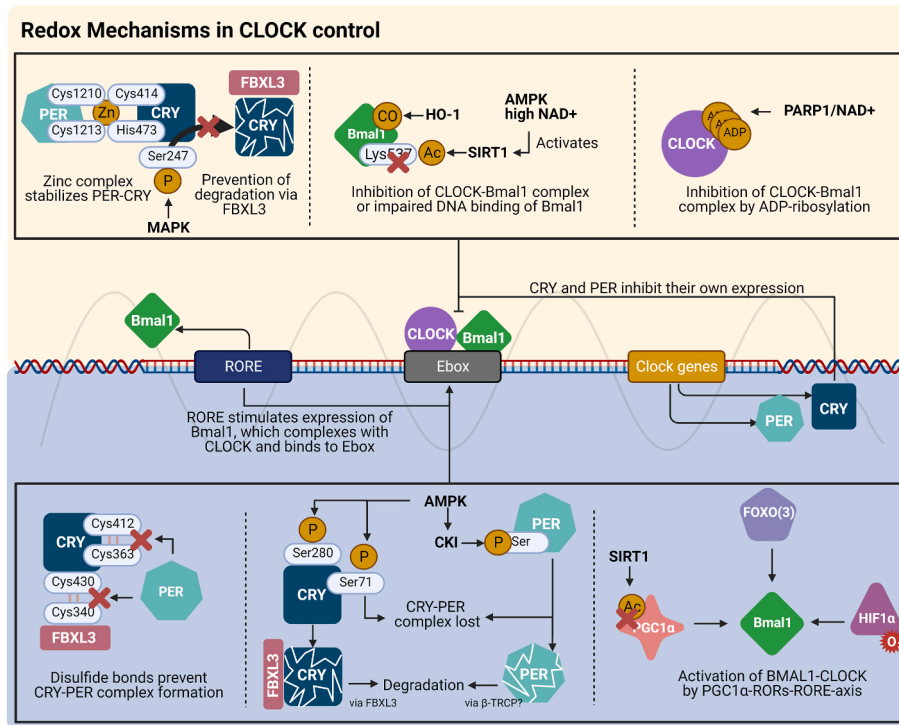 Redox Mechanisms in CLOCK control
Cys1210
Cys414
PER
Zn
CRY
Cys1213
His473
Ser247
P
MAPK
Zinc complex
stabilizes PER-CRY
FBXL3
CRY
Prevention of
degradation via
FBXL3
CO
HO-1
Bmal1
Lys537
Ac
SIRT1
AMPK
high NAD+
Activates
Inhibition of CLOCK-Bmal1 complex
or impaired DNA binding of Bmal1
CLOCK
ADP
PARP1/NAD+
Inhibition of CLOCK-Bmal1
complex by ADP-ribosylation
CRY and PER inhibit their own expression
Bmal1
CLOCK
Bmal1
RORE
Ebox
Clock genes
PER
CRY
RORE stimulates expression of
Bmal1, which complexes with
CLOCK and binds to Ebox
Cys412
CRY
Cys363
Cys430
Cys340
FBXL3
PER
Disulfide bonds prevent
CRY-PER complex formation
AMPK
P
P
Ser280
Ser71
CRY
CKI
P
Ser
PER
CRY-PER
complex lost
FBXL3
CRY
Degradation
via FBXL3
via β-TRCP?
PER
FOXO(3)
SIRT1
Ac
PGC1α
Bmal1
HIF1α
O
Activation of BMAL1-CLOCK
by PGC1α-RORs-RORE-axis